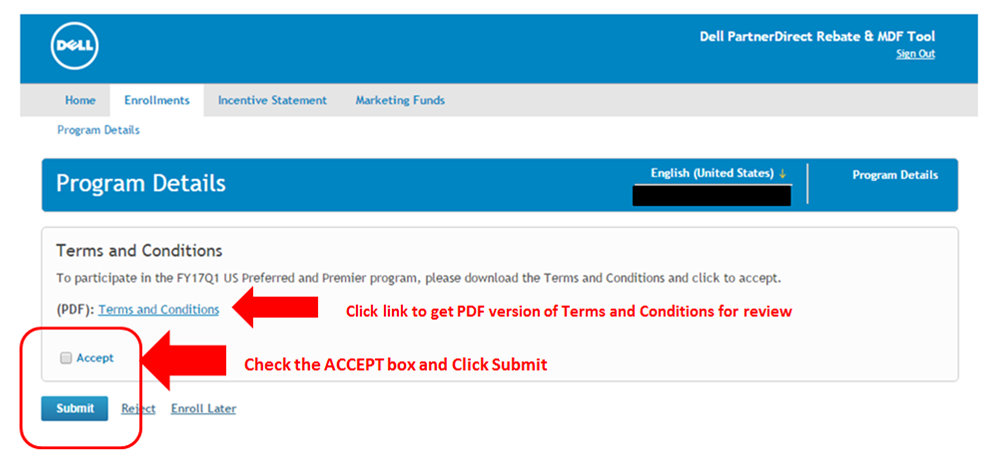 DELL
Dell PartnerDirect Rebate & MDF Tool
Sign Out
Home Enrollments Incentive Statement Marketing Funds
Program Details
Program Details
English (United States) ↓
Program Details
Terms and Conditions
To participate in the FY17Q1 US Preferred and Premier program, please download the Terms and Conditions and click to accept.
(PDF): Terms and Conditions
Click link to get PDF version of Terms and Conditions for review
Accept
Check the ACCEPT box and Click Submit
Submit Reject Enroll Later